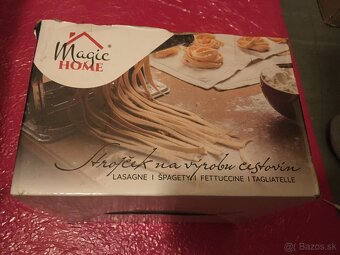 Magic
HOME
Strojček na výrobu cestovín
LASAGNE I ŠPAGETY I FETTUCCINE I TAGLIATELLE
Bazos.sk